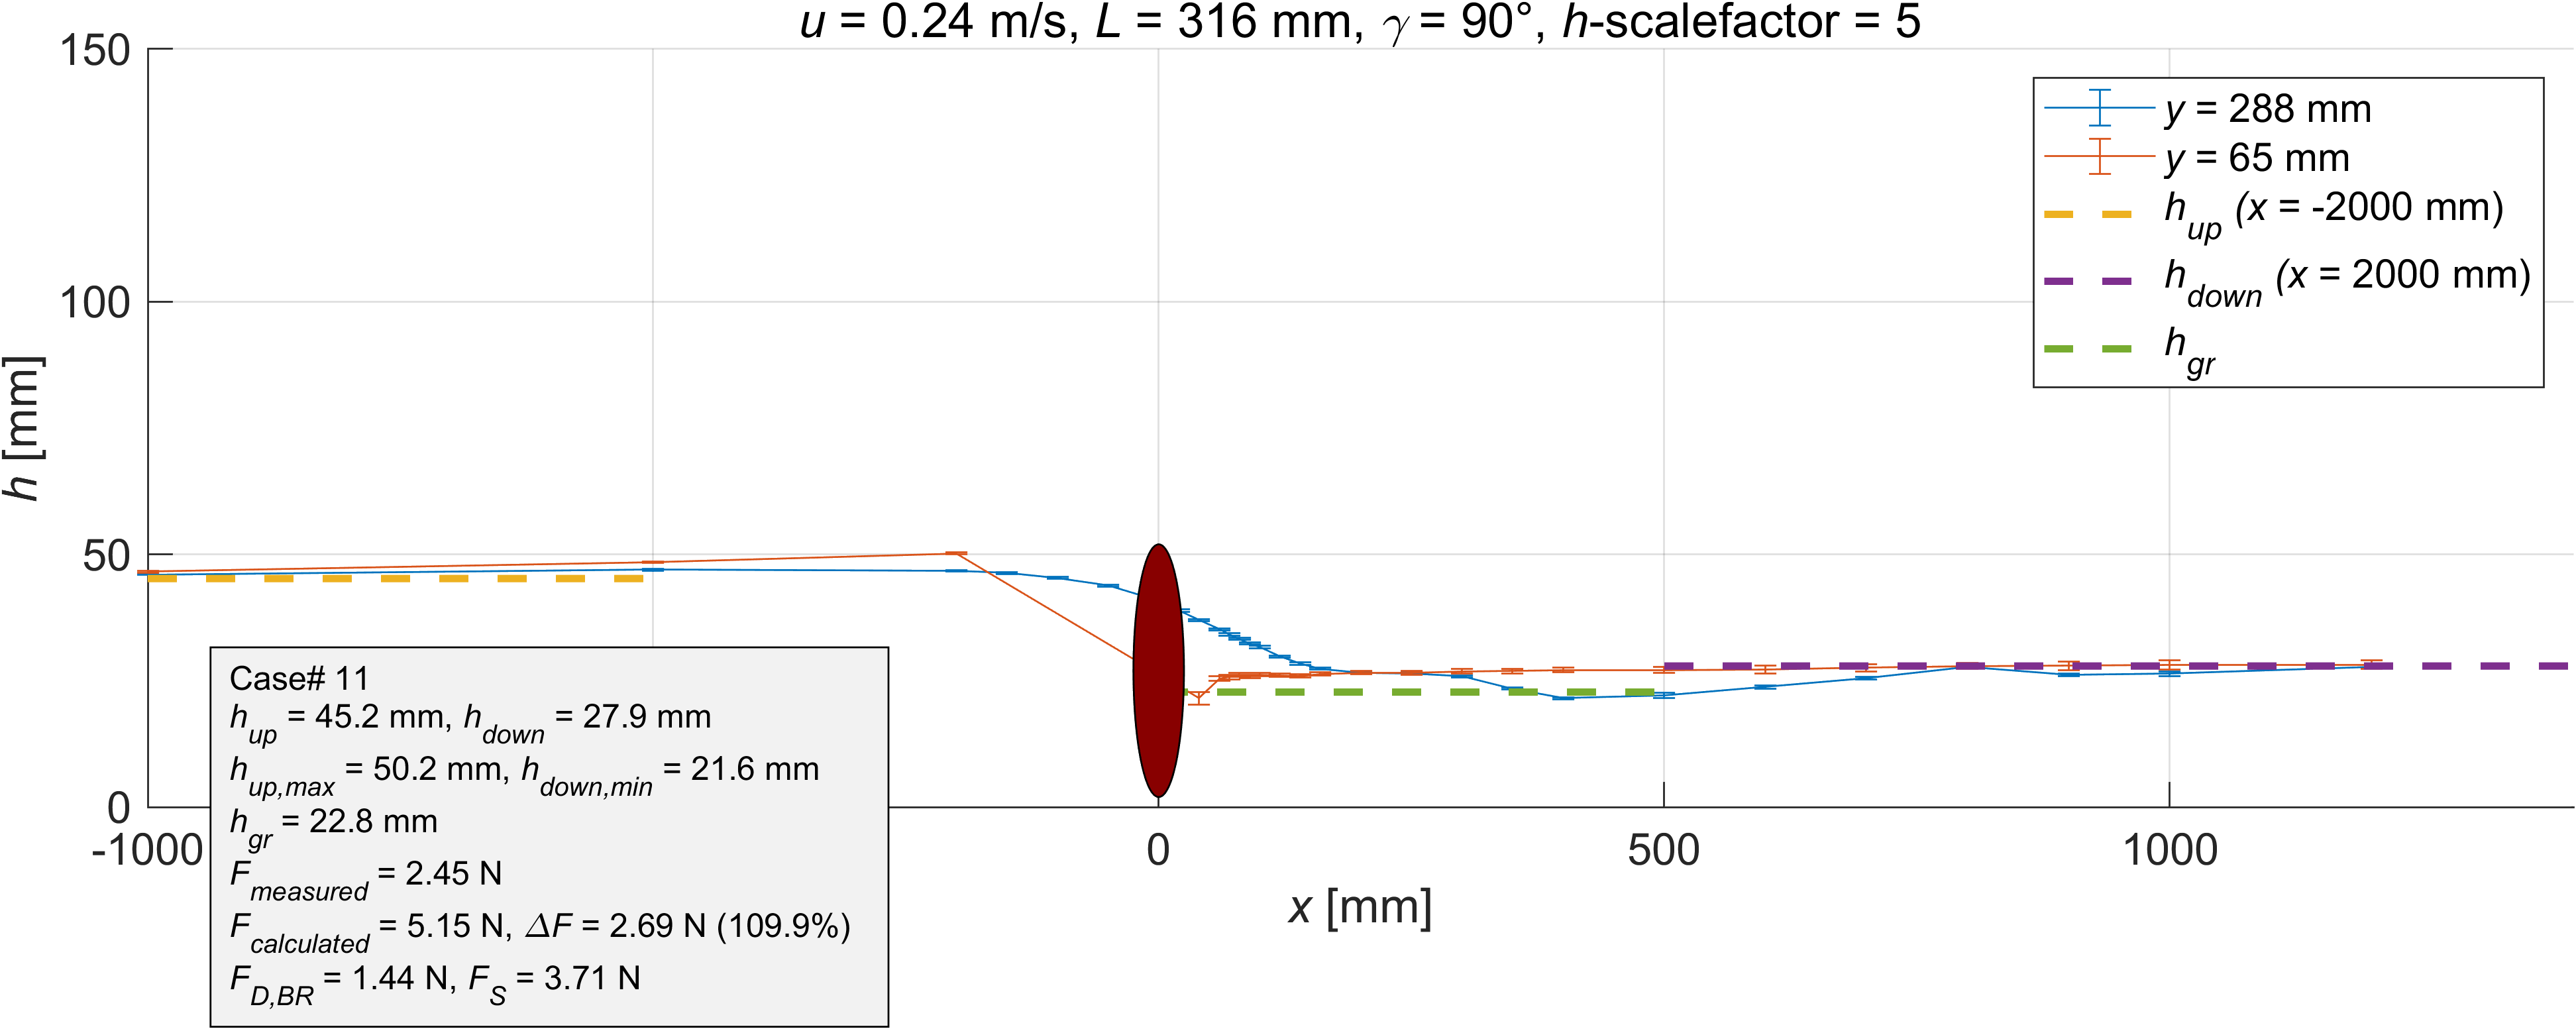 u = 0.24 m/s, L = 316 mm, γ = 90°, h-scalefactor = 5
150
100
50
0
h [mm]
-1000
0
500
1000
x [mm]
y = 288 mm
y = 65 mm
h_up (x = -2000 mm)
h_down (x = 2000 mm)
h_gr
Case# 11
h_up = 45.2 mm, h_down = 27.9 mm
h_up,max = 50.2 mm, h_down,min = 21.6 mm
h_gr = 22.8 mm
F_measured = 2.45 N
F_calculated = 5.15 N, ΔF = 2.69 N (109.9%)
F_D,BR = 1.44 N, F_S = 3.71 N